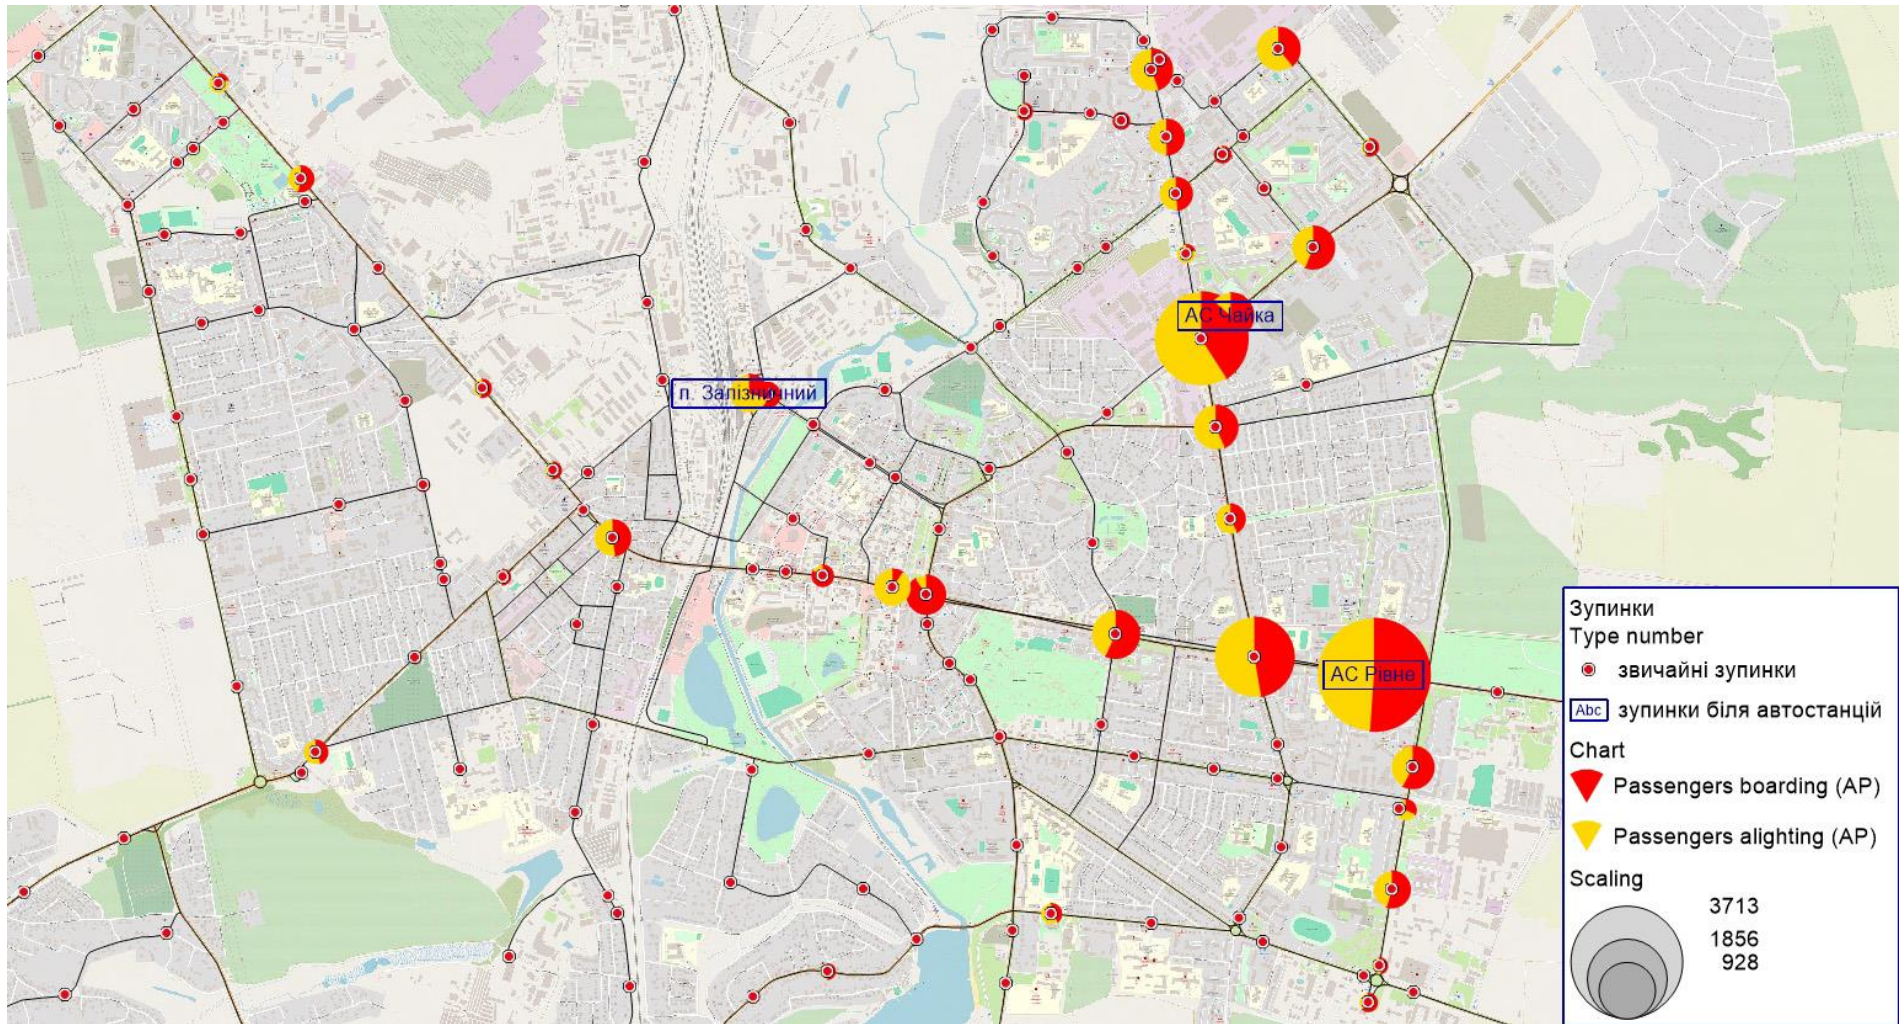 АС Чайка
п. Залізничний
АС Рівне
Зупинки
Type number
звичайні зупинки
Abc зупинки біля автостанцій
Chart
Passengers boarding (AP)
Passengers alighting (AP)
Scaling
3713
1856
928